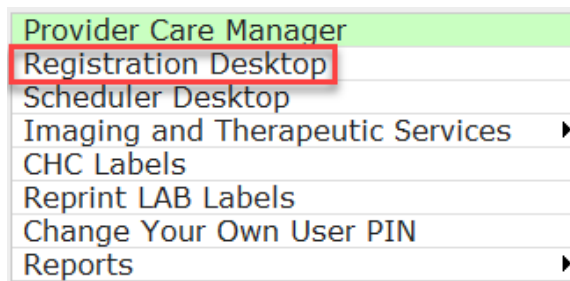 Provider Care Manager
Registration Desktop
Scheduler Desktop
Imaging and Therapeutic Services
CHC Labels
Reprint LAB Labels
Change Your Own User PIN
Reports